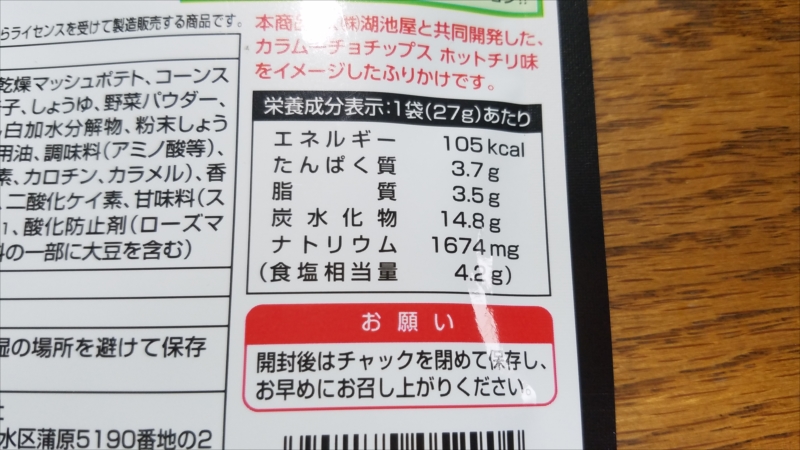 らライセンスを受けて製造販売する商品です。
本商品は(株)湖池屋と共同開発した、
カラムーチョチップス ホットチリ味
をイメージしたふりかけです。
乾燥マッシュポテト、コーンス
子、しょうゆ、野菜パウダー、
白加水分解物、粉末しょう
用油、調味料(アミノ酸等)、
素、カロチン、カラメル)、香
二酸化ケイ素、甘味料(ス
、酸化防止剤(ローズマ
料の一部に大豆を含む)
栄養成分表示:1袋(27g)あたり
エネルギー 105kcal
たんぱく質 3.7g
脂質 3.5g
炭水化物 14.8g
ナトリウム 1674mg
(食塩相当量 4.2g)
湿の場所を避けて保存
お願い
開封後はチャックを閉めて保存し、
お早めにお召し上がりください。
水区蒲原5190番地の2